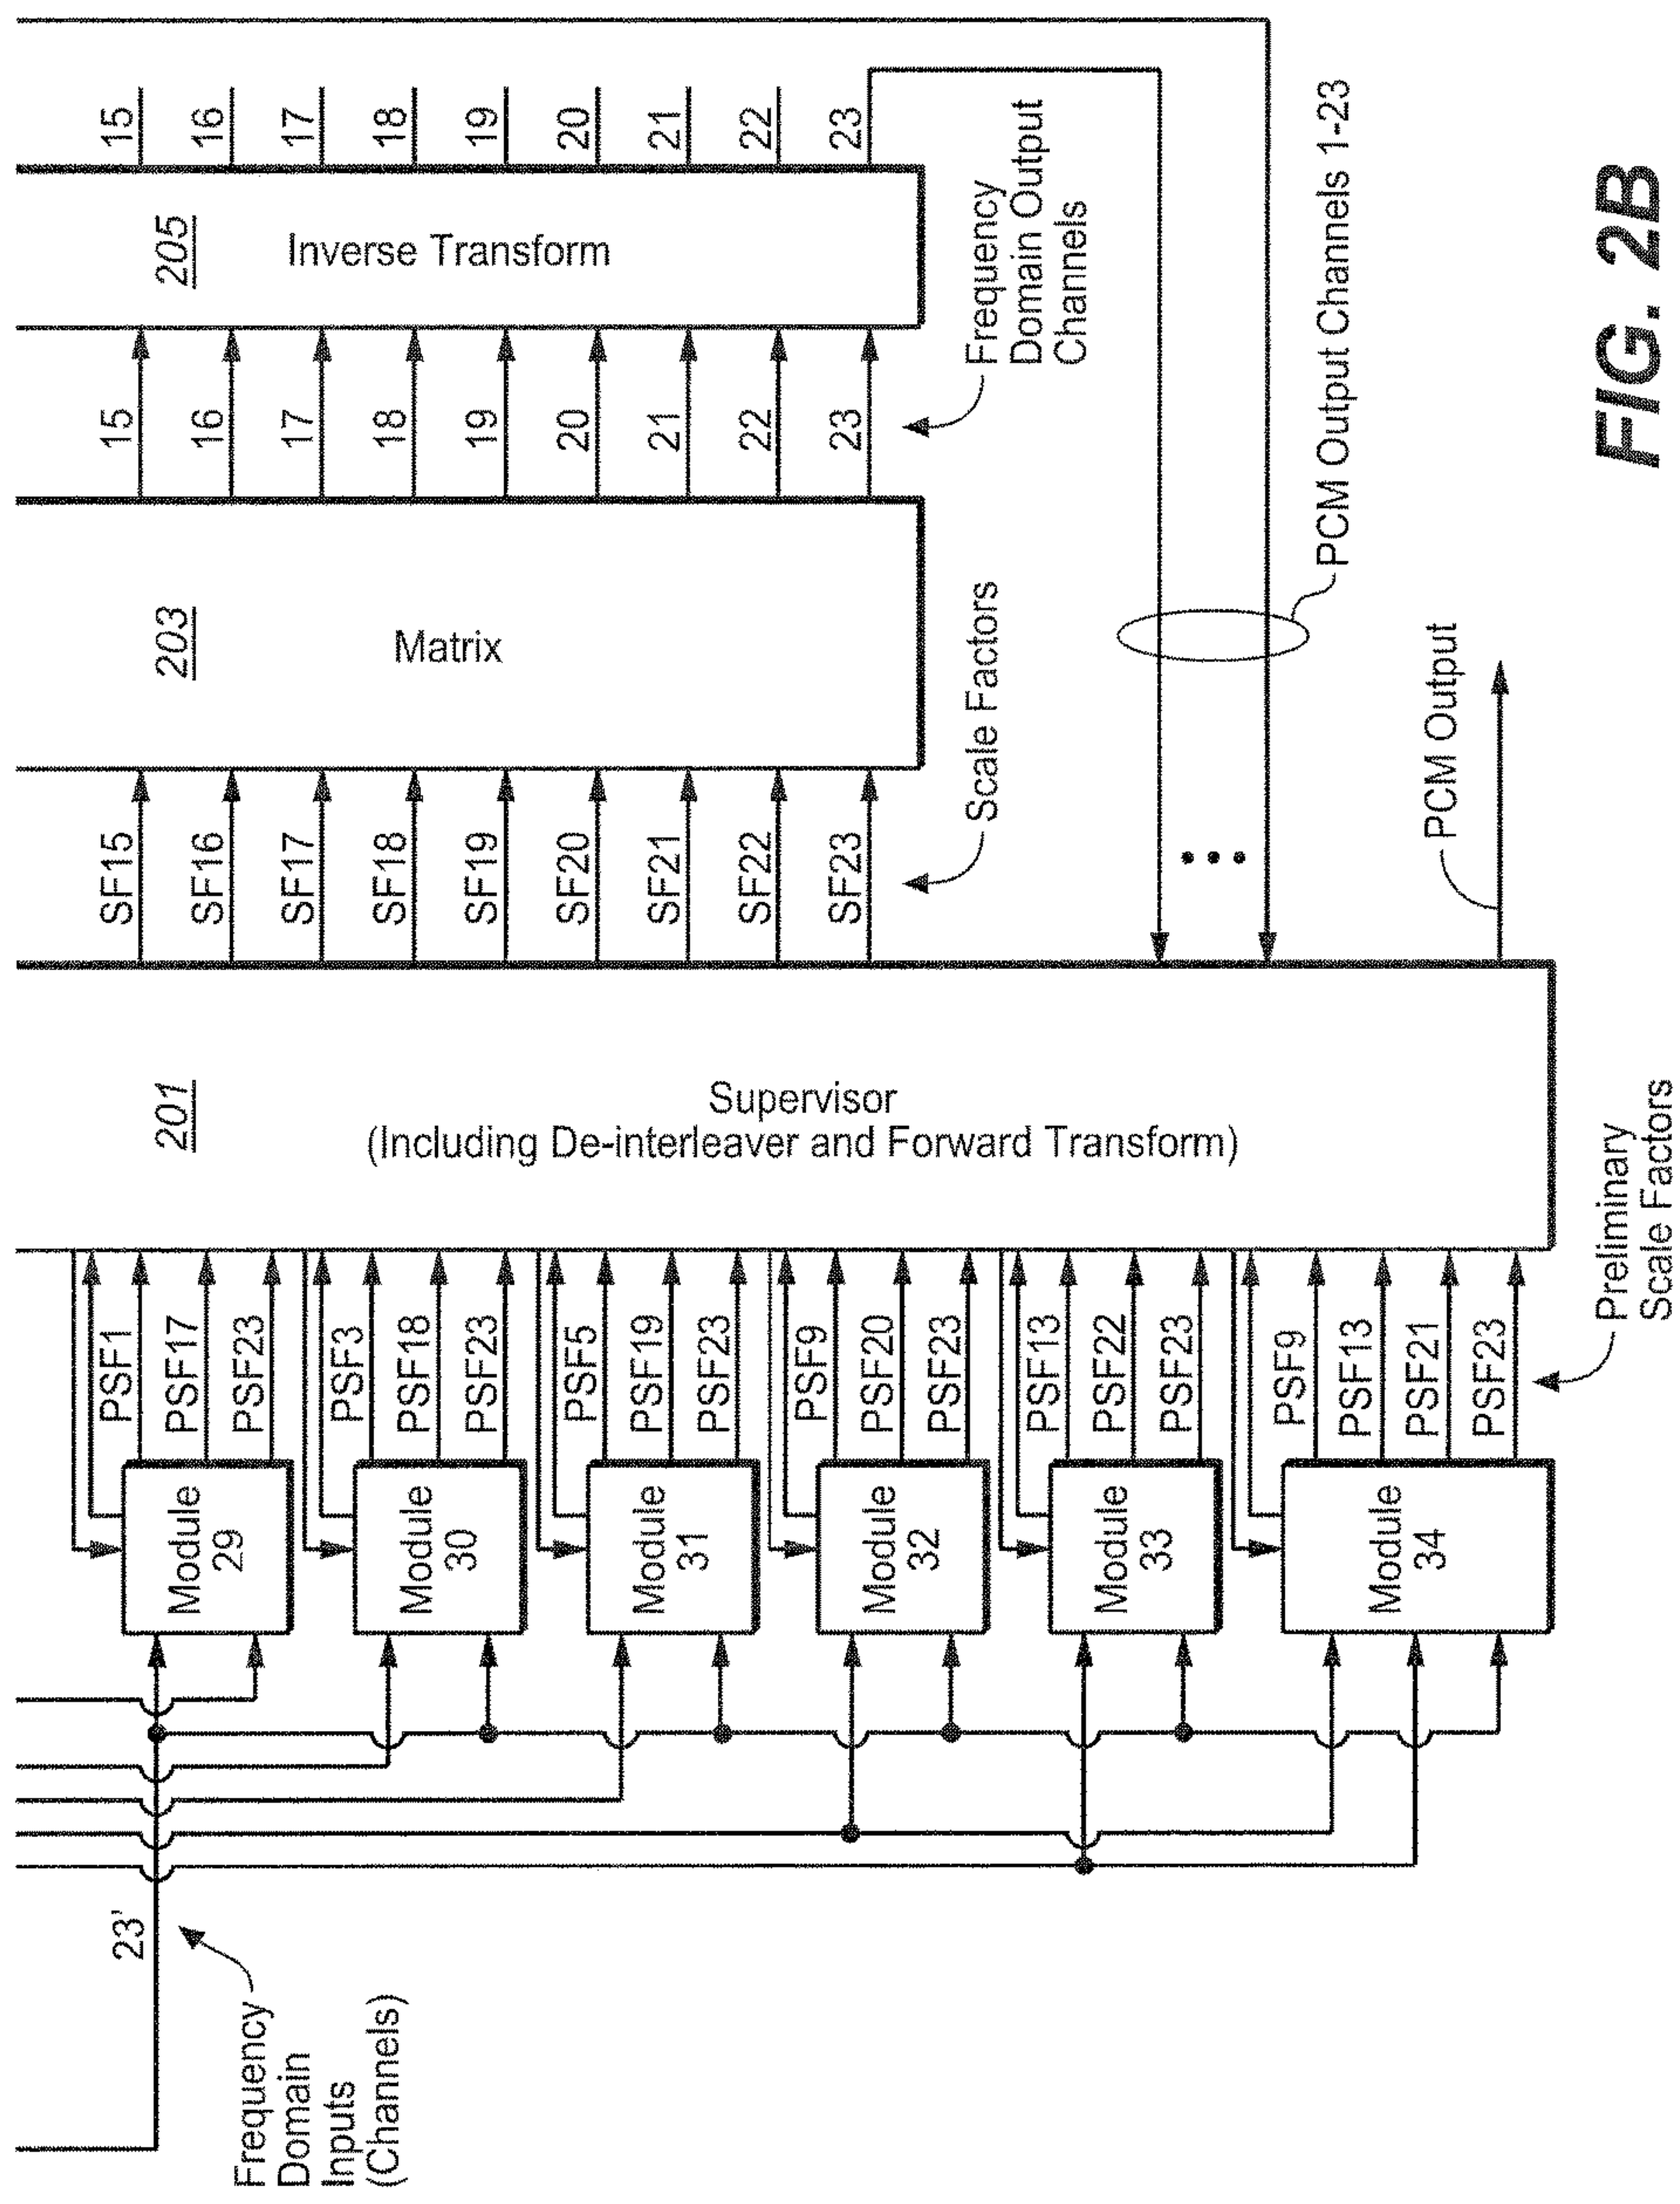 15
16
17
18
19
20
21
22
23
205
Inverse Transform
15
16
17
18
19
20
21
22
23
Frequency
Domain Output
Channels
PCM Output Channels 1-23
203
Matrix
SF15
SF16
SF17
SF18
SF19
SF20
SF21
SF22
SF23
Scale Factors
PCM Output
201
Supervisor
(Including De-interleaver and Forward Transform)
PSF1
PSF17
PSF23
PSF3
PSF18
PSF23
PSF5
PSF19
PSF23
PSF9
PSF20
PSF23
PSF13
PSF22
PSF23
PSF9
PSF13
PSF21
PSF23
Preliminary
Scale Factors
Module
29
Module
30
Module
31
Module
32
Module
33
Module
34
23'
Frequency
Domain
Inputs
(Channels)
FIG. 2B